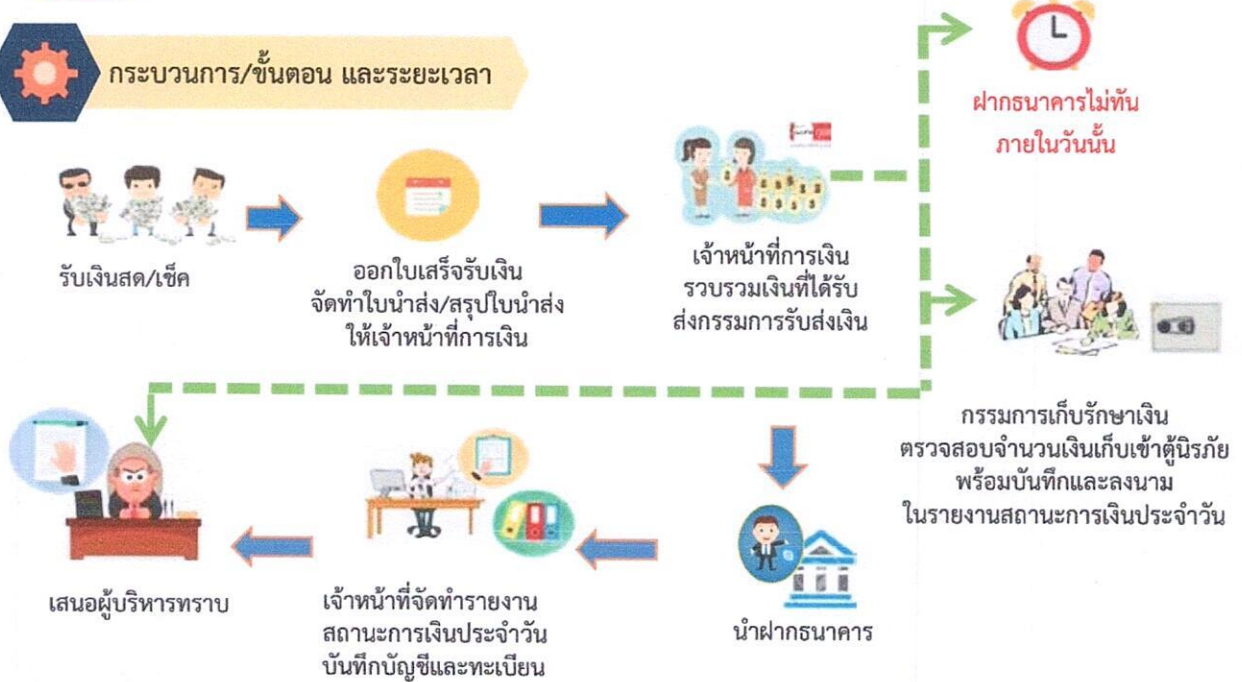 กระบวนการ/ขั้นตอน และระยะเวลา
ฝากธนาคารไม่ทัน
ภายในวันนั้น
รับเงินสด/เช็ค
ออกใบเสร็จรับเงิน
จัดทำใบนำส่ง/สรุปใบนำส่ง
ให้เจ้าหน้าที่การเงิน
เจ้าหน้าที่การเงิน
รวบรวมเงินที่ได้รับ
ส่งกรรมการรับส่งเงิน
กรรมการเก็บรักษาเงิน
ตรวจสอบจำนวนเงินเก็บเข้าตู้นิรภัย
พร้อมบันทึกและลงนาม
ในรายงานสถานะการเงินประจำวัน
นำฝากธนาคาร
เจ้าหน้าที่จัดทำรายงาน
สถานะการเงินประจำวัน
บันทึกบัญชีและทะเบียน
เสนอผู้บริหารทราบ